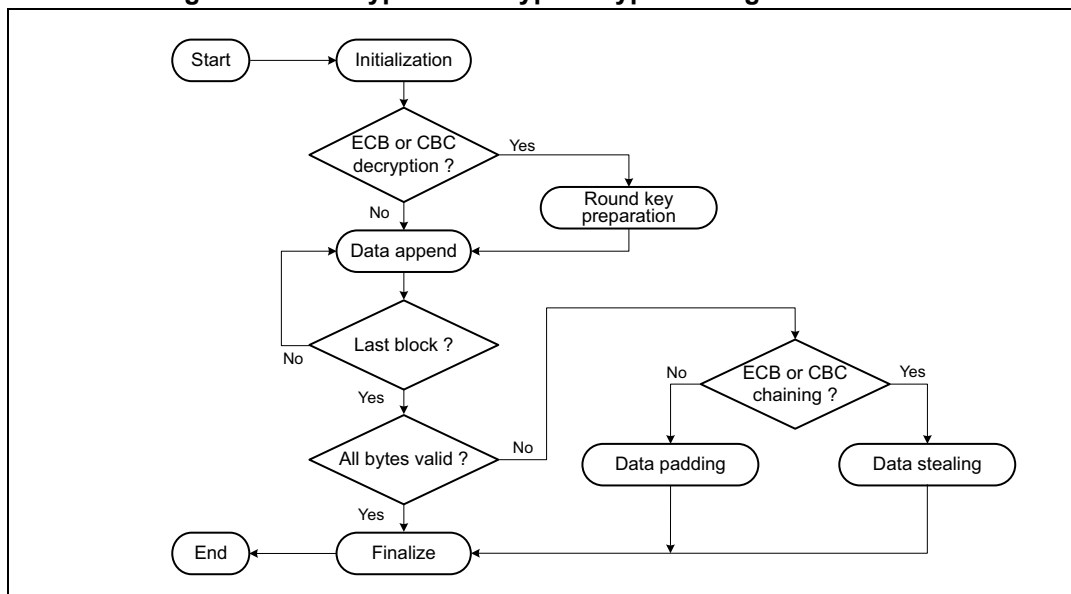 Start
Initialization
ECB or CBC
decryption ?
Yes
Round key
preparation
No
Data append
Last block ?
No
Yes
ECB or CBC
chaining ?
No
Yes
All bytes valid ?
No
Data padding
Data stealing
Yes
End
Finalize